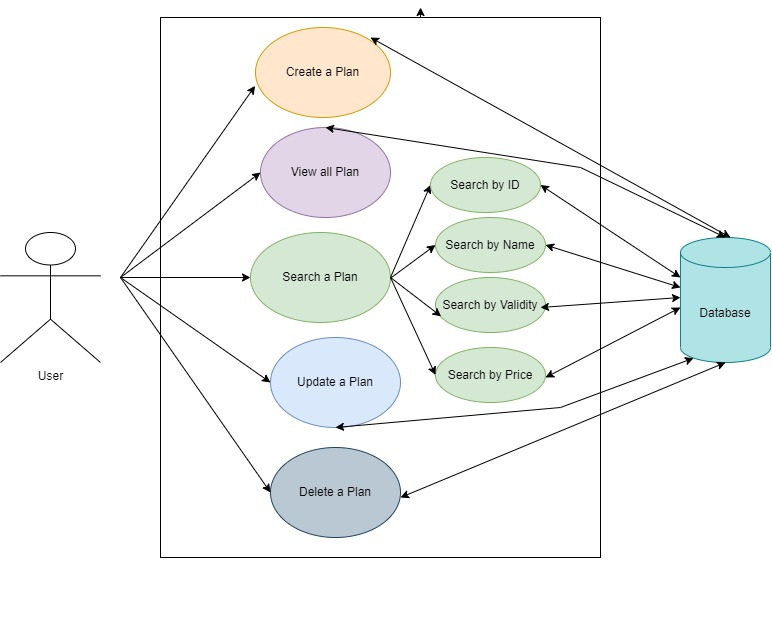 Create a Plan
View all Plan
Search by ID
Search by Name
Search a Plan
Search by Validity
Database
User
Search by Price
Update a Plan
Delete a Plan